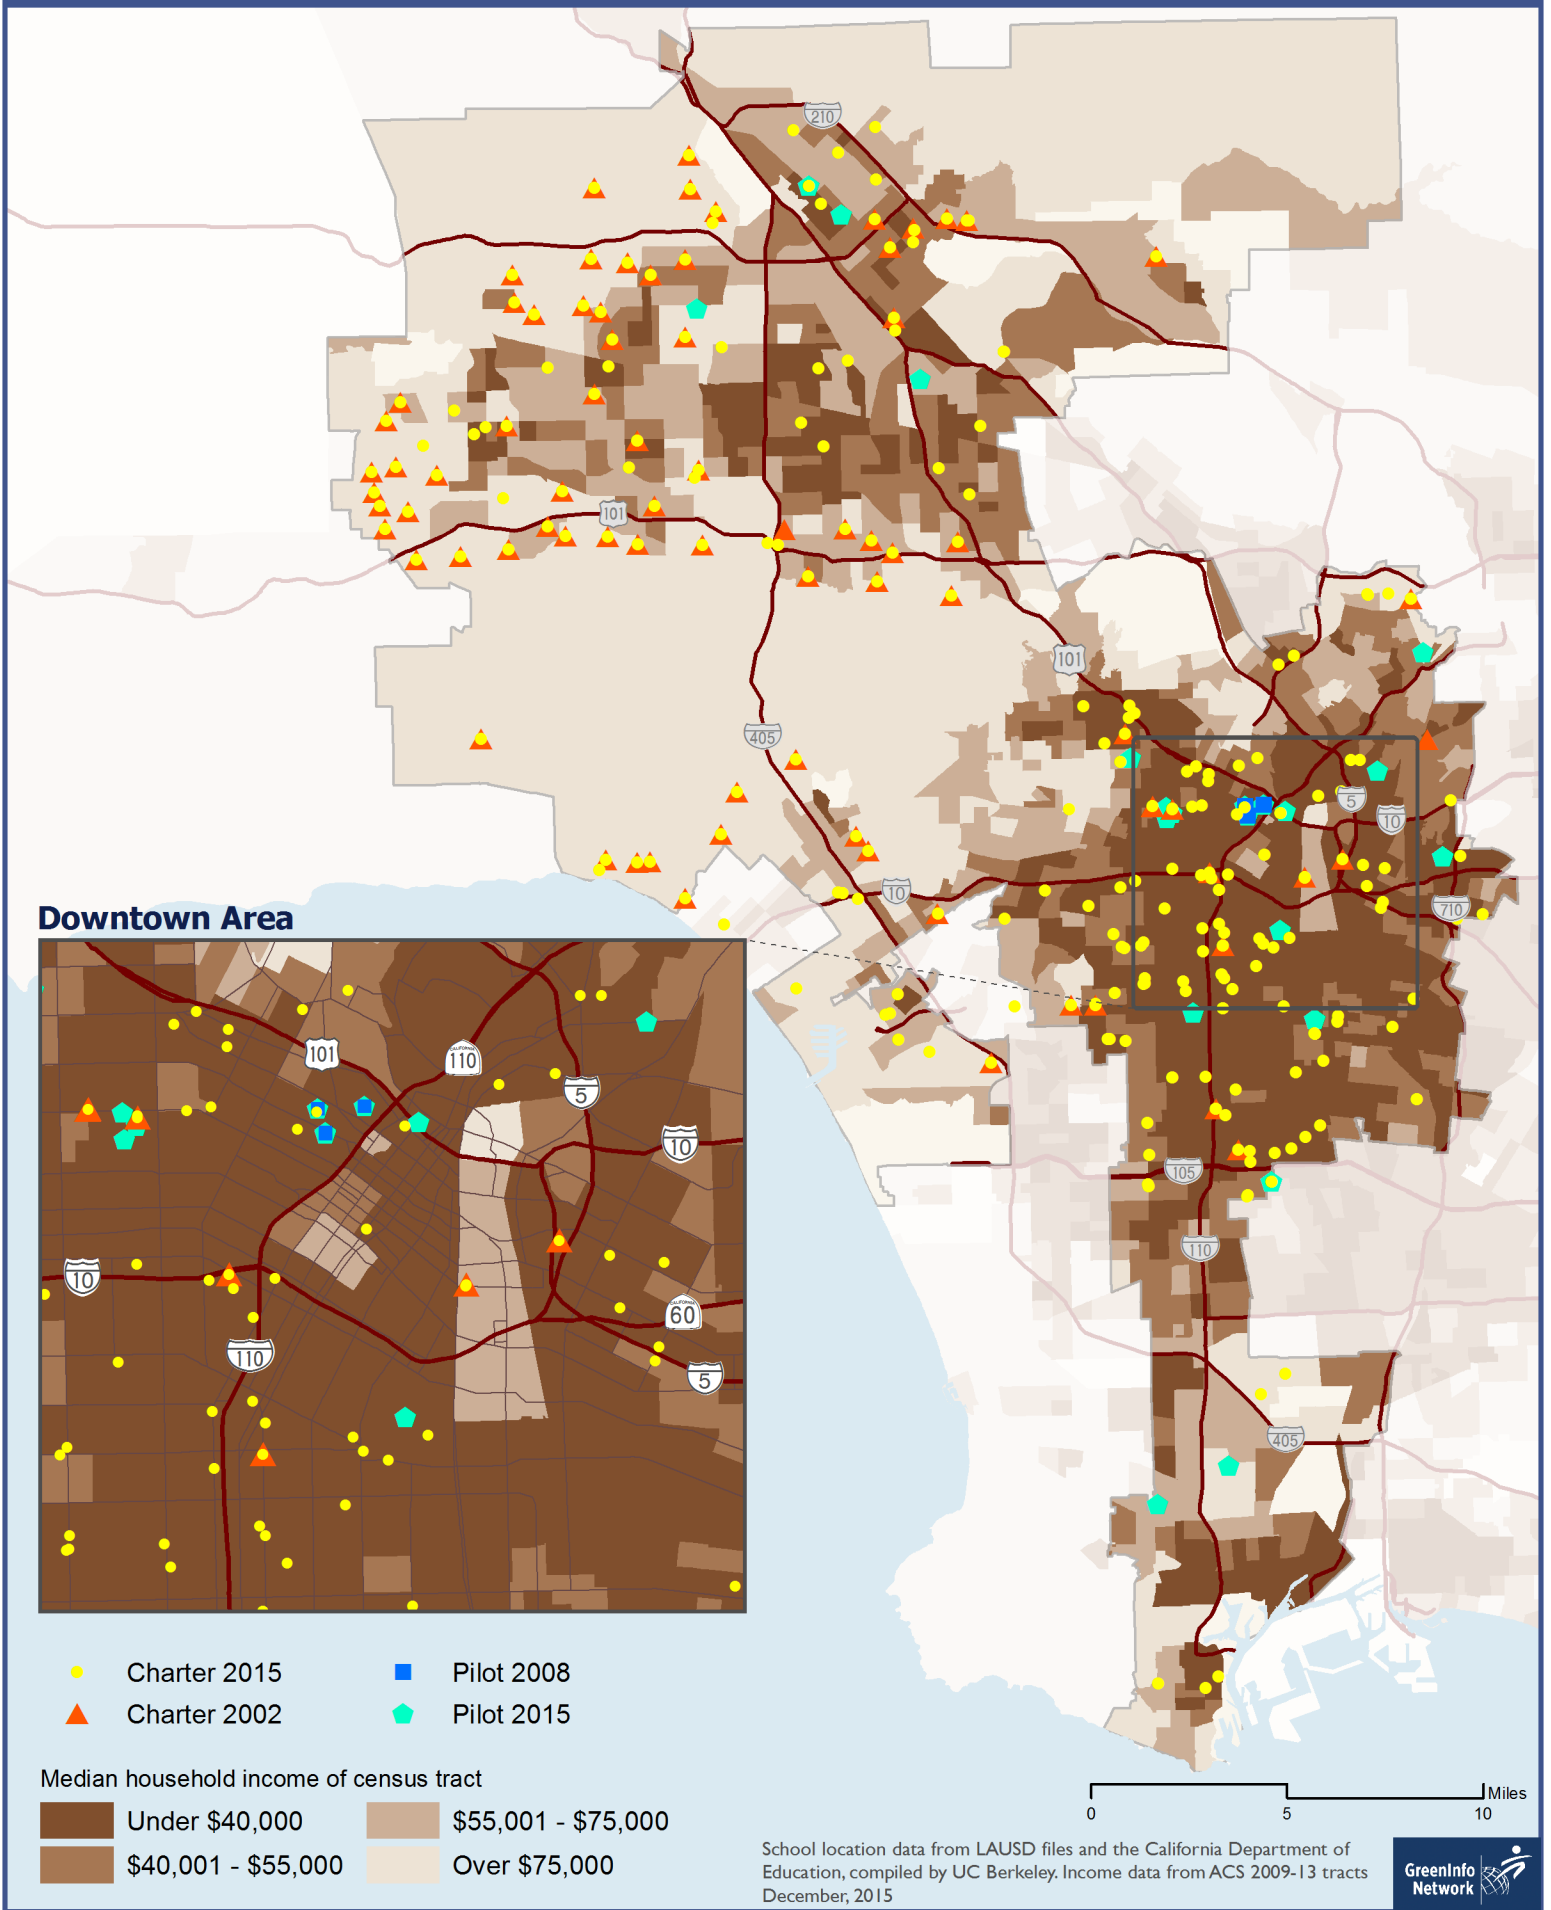 210
101
101
405
5
10
10
710
105
110
405
Downtown Area
101
CALIFORNIA
110
5
10
10
CALIFORNIA
60
110
5
Charter 2015
Pilot 2008
Charter 2002
Pilot 2015
Median household income of census tract
Under $40,000
$55,001 - $75,000
$40,001 - $55,000
Over $75,000
Miles
0 5 10
School location data from LAUSD files and the California Department of
Education, compiled by UC Berkeley. Income data from ACS 2009-13 tracts
December, 2015
GreenInfo
Network